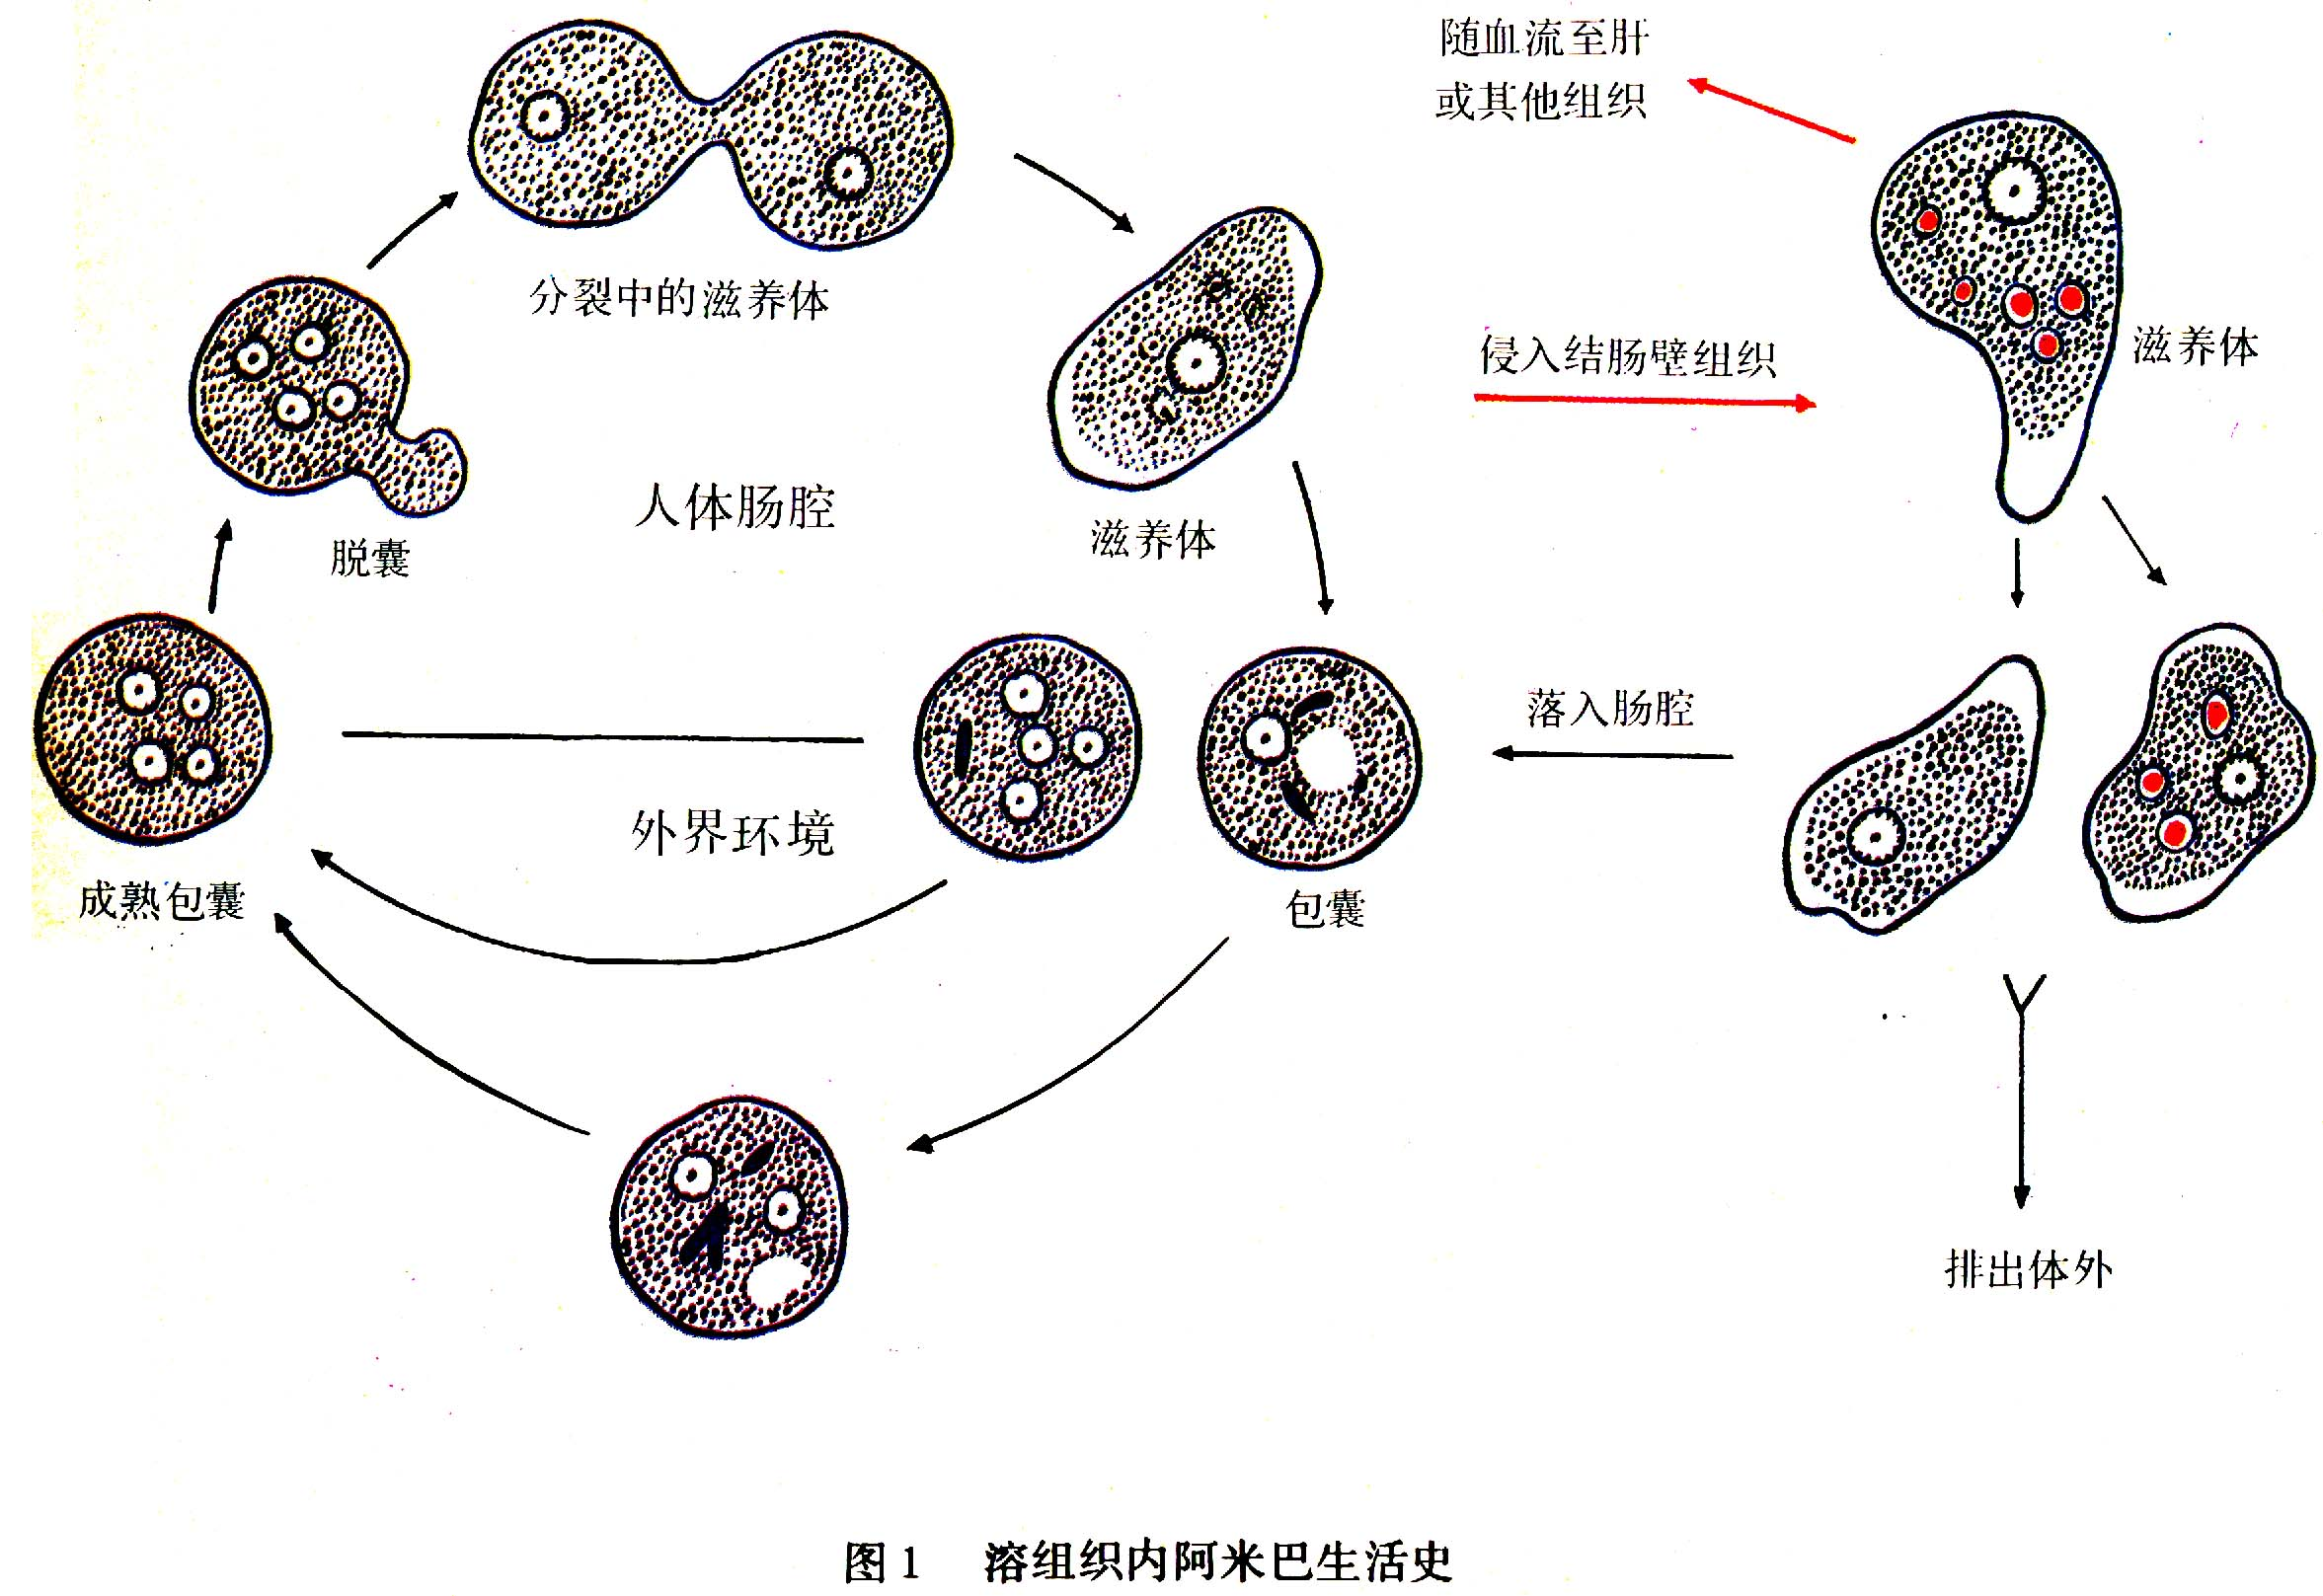 随血流至肝
或其他组织
分裂中的滋养体
侵入结肠壁组织
滋养体
人体肠腔
滋养体
脱囊
落入肠腔
外界环境
成熟包囊
包囊
排出体外
图1 溶组织内阿米巴生活史